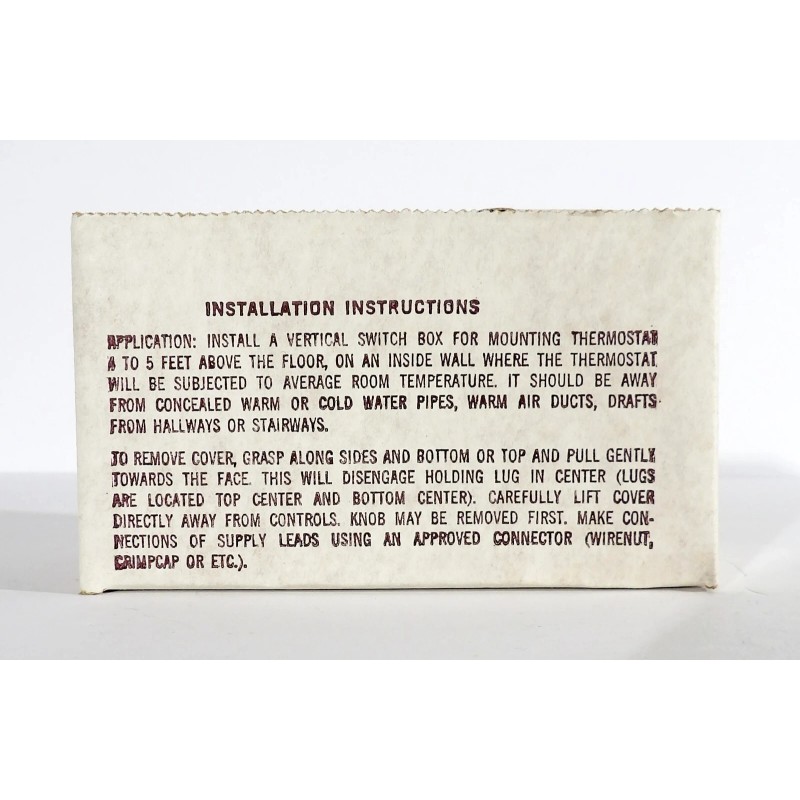 INSTALLATION INSTRUCTIONS
APPLICATION: INSTALL A VERTICAL SWITCH BOX FOR MOUNTING THERMOSTAT
4 TO 5 FEET ABOVE THE FLOOR, ON AN INSIDE WALL WHERE THE THERMOSTAT
WILL BE SUBJECTED TO AVERAGE ROOM TEMPERATURE. IT SHOULD BE AWAY
FROM CONCEALED WARM OR COLD WATER PIPES, WARM AIR DUCTS, DRAFTS
FROM HALLWAYS OR STAIRWAYS.
TO REMOVE COVER, GRASP ALONG SIDES AND BOTTOM OR TOP AND PULL GENTLY
TOWARDS THE FACE. THIS WILL DISENGAGE HOLDING LUG IN CENTER (LUGS
ARE LOCATED TOP CENTER AND BOTTOM CENTER). CAREFULLY LIFT COVER
DIRECTLY AWAY FROM CONTROLS. KNOB MAY BE REMOVED FIRST. MAKE CON-
NECTIONS OF SUPPLY LEADS USING AN APPROVED CONNECTOR (WIRENUT,
CRIMPCAP OR ETC.).